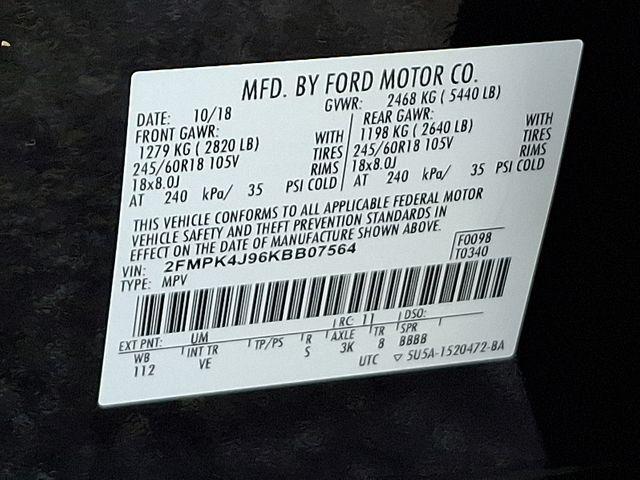 MFD. BY FORD MOTOR CO.
DATE: 10/18 GVWR: 2468 KG ( 5440 LB)
FRONT GAWR: REAR GAWR:
1279 KG ( 2820 LB) WITH 1198 KG ( 2640 LB) WITH
245/60R18 105V TIRES 245/60R18 105V TIRES
18x8.0J RIMS 18x8.0J RIMS
AT 240 kPa/ 35 PSI COLD AT 240 kPa/ 35 PSI COLD
THIS VEHICLE CONFORMS TO ALL APPLICABLE FEDERAL MOTOR
VEHICLE SAFETY AND THEFT PREVENTION STANDARDS IN
EFFECT ON THE DATE OF MANUFACTURE SHOWN ABOVE.
VIN: 2FMPK4J96KBB07564 F0098
TYPE: MPV T0340
EXT PNT: UM RC: 11 DSO:
WB INT TR TP/PS R AXLE TR SPR
112 VE S 3K 8 BBBB
UTC ▽ 5U5A-1520472-BA